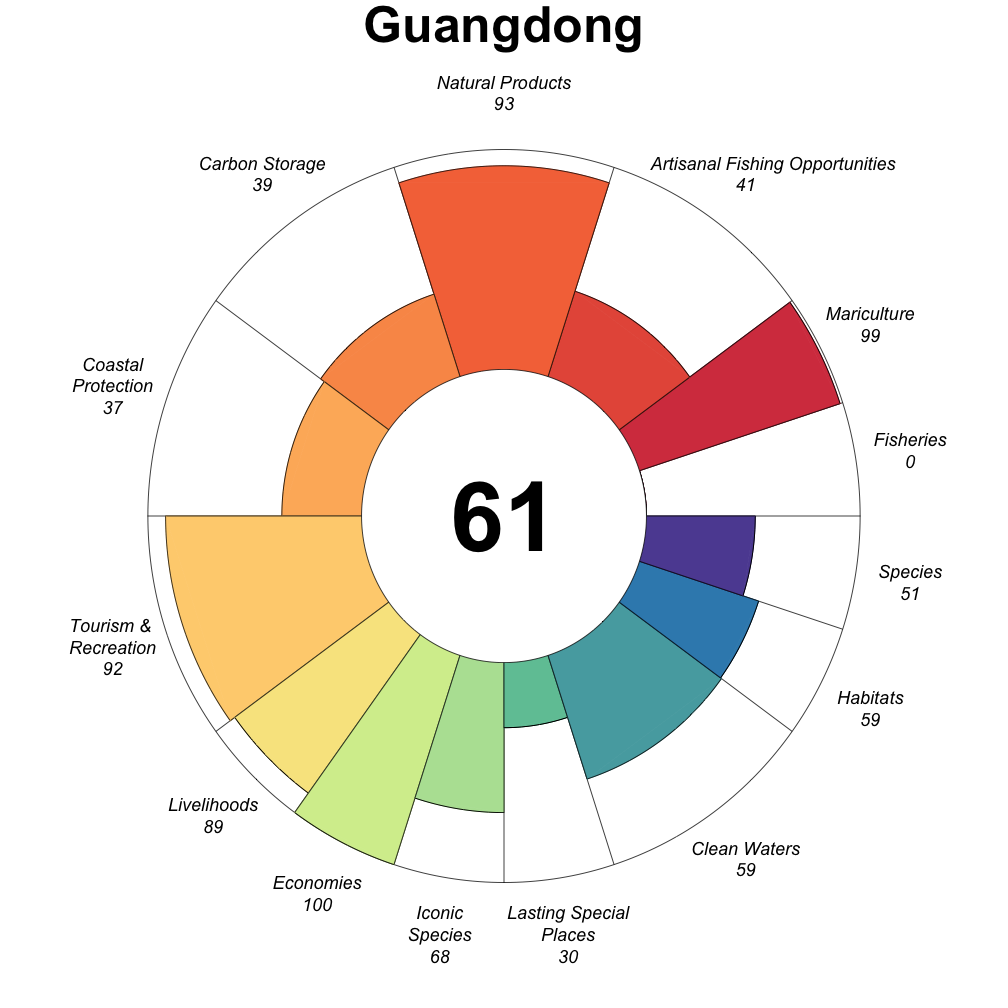 Guangdong
Natural Products
93
Carbon Storage
39
Artisanal Fishing Opportunities
41
Mariculture
99
Coastal
Protection
37
Fisheries
0
61
Species
51
Tourism &
Recreation
92
Habitats
59
Livelihoods
89
Clean Waters
59
Economies
100
Iconic
Species
68
Lasting Special
Places
30